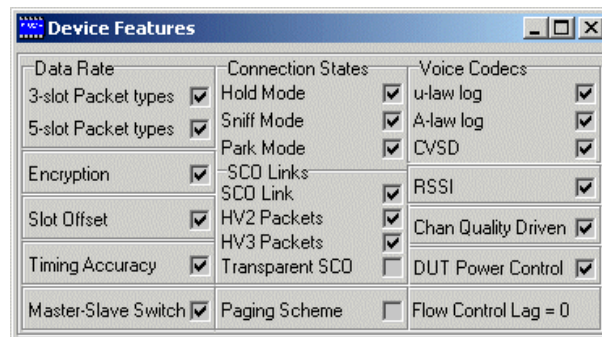 Device Features
Data Rate
3-slot Packet types
5-slot Packet types
Encryption
Slot Offset
Timing Accuracy
Master-Slave Switch
Connection States
Hold Mode
Sniff Mode
Park Mode
SCO Links
SCO Link
HV2 Packets
HV3 Packets
Transparent SCO
Paging Scheme
Voice Codecs
u-law log
A-law log
CVSD
RSSI
Chan Quality Driven
DUT Power Control
Flow Control Lag = 0